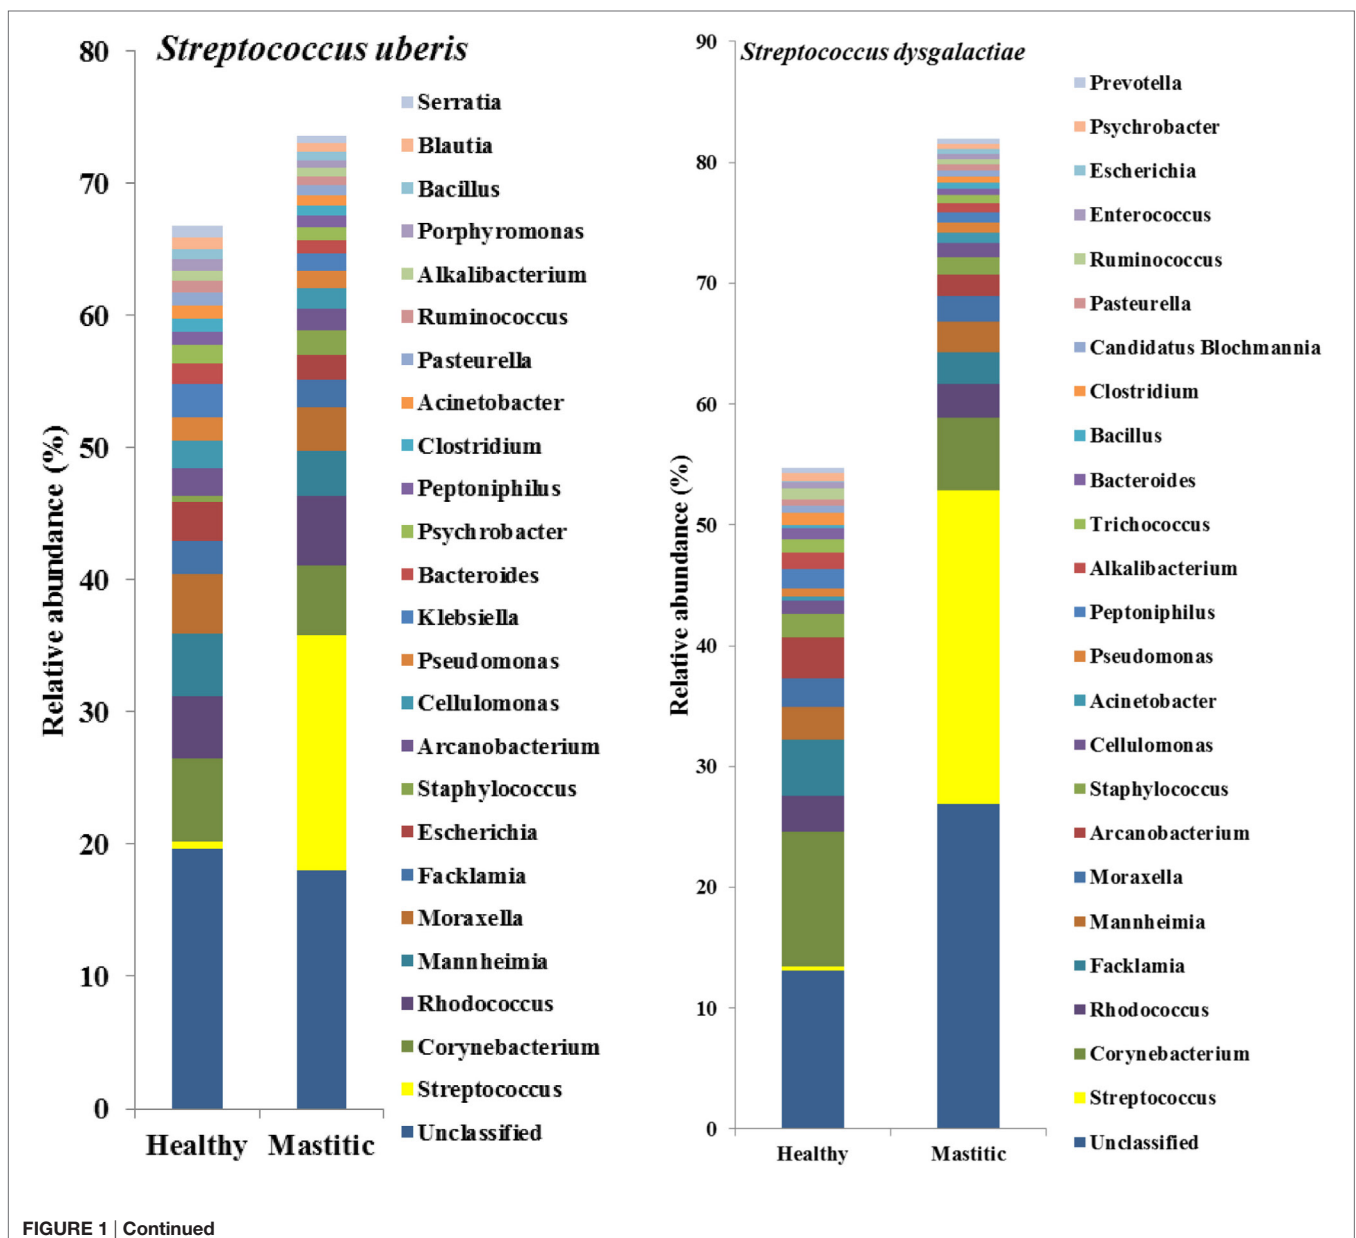 Streptococcus uberis
80
70
60
50
40
30
20
10
0
Relative abundance (%)
Healthy
Mastitic
Serratia
Blautia
Bacillus
Porphyromonas
Alkalibacterium
Ruminococcus
Pasteurella
Acinetobacter
Clostridium
Peptoniphilus
Psychrobacter
Bacteroides
Klebsiella
Pseudomonas
Cellulomonas
Arcanobacterium
Staphylococcus
Escherichia
Facklamia
Moraxella
Mannheimia
Rhodococcus
Corynebacterium
Streptococcus
Unclassified
Streptococcus dysgalactiae
90
80
70
60
50
40
30
20
10
0
Relative abundance (%)
Healthy
Mastitic
Prevotella
Psychrobacter
Escherichia
Enterococcus
Ruminococcus
Pasteurella
Candidatus Blochmannia
Clostridium
Bacillus
Bacteroides
Trichococcus
Alkalibacterium
Peptoniphilus
Pseudomonas
Acinetobacter
Cellulomonas
Staphylococcus
Arcanobacterium
Moraxella
Mannheimia
Facklamia
Rhodococcus
Corynebacterium
Streptococcus
Unclassified
FIGURE 1 | Continued